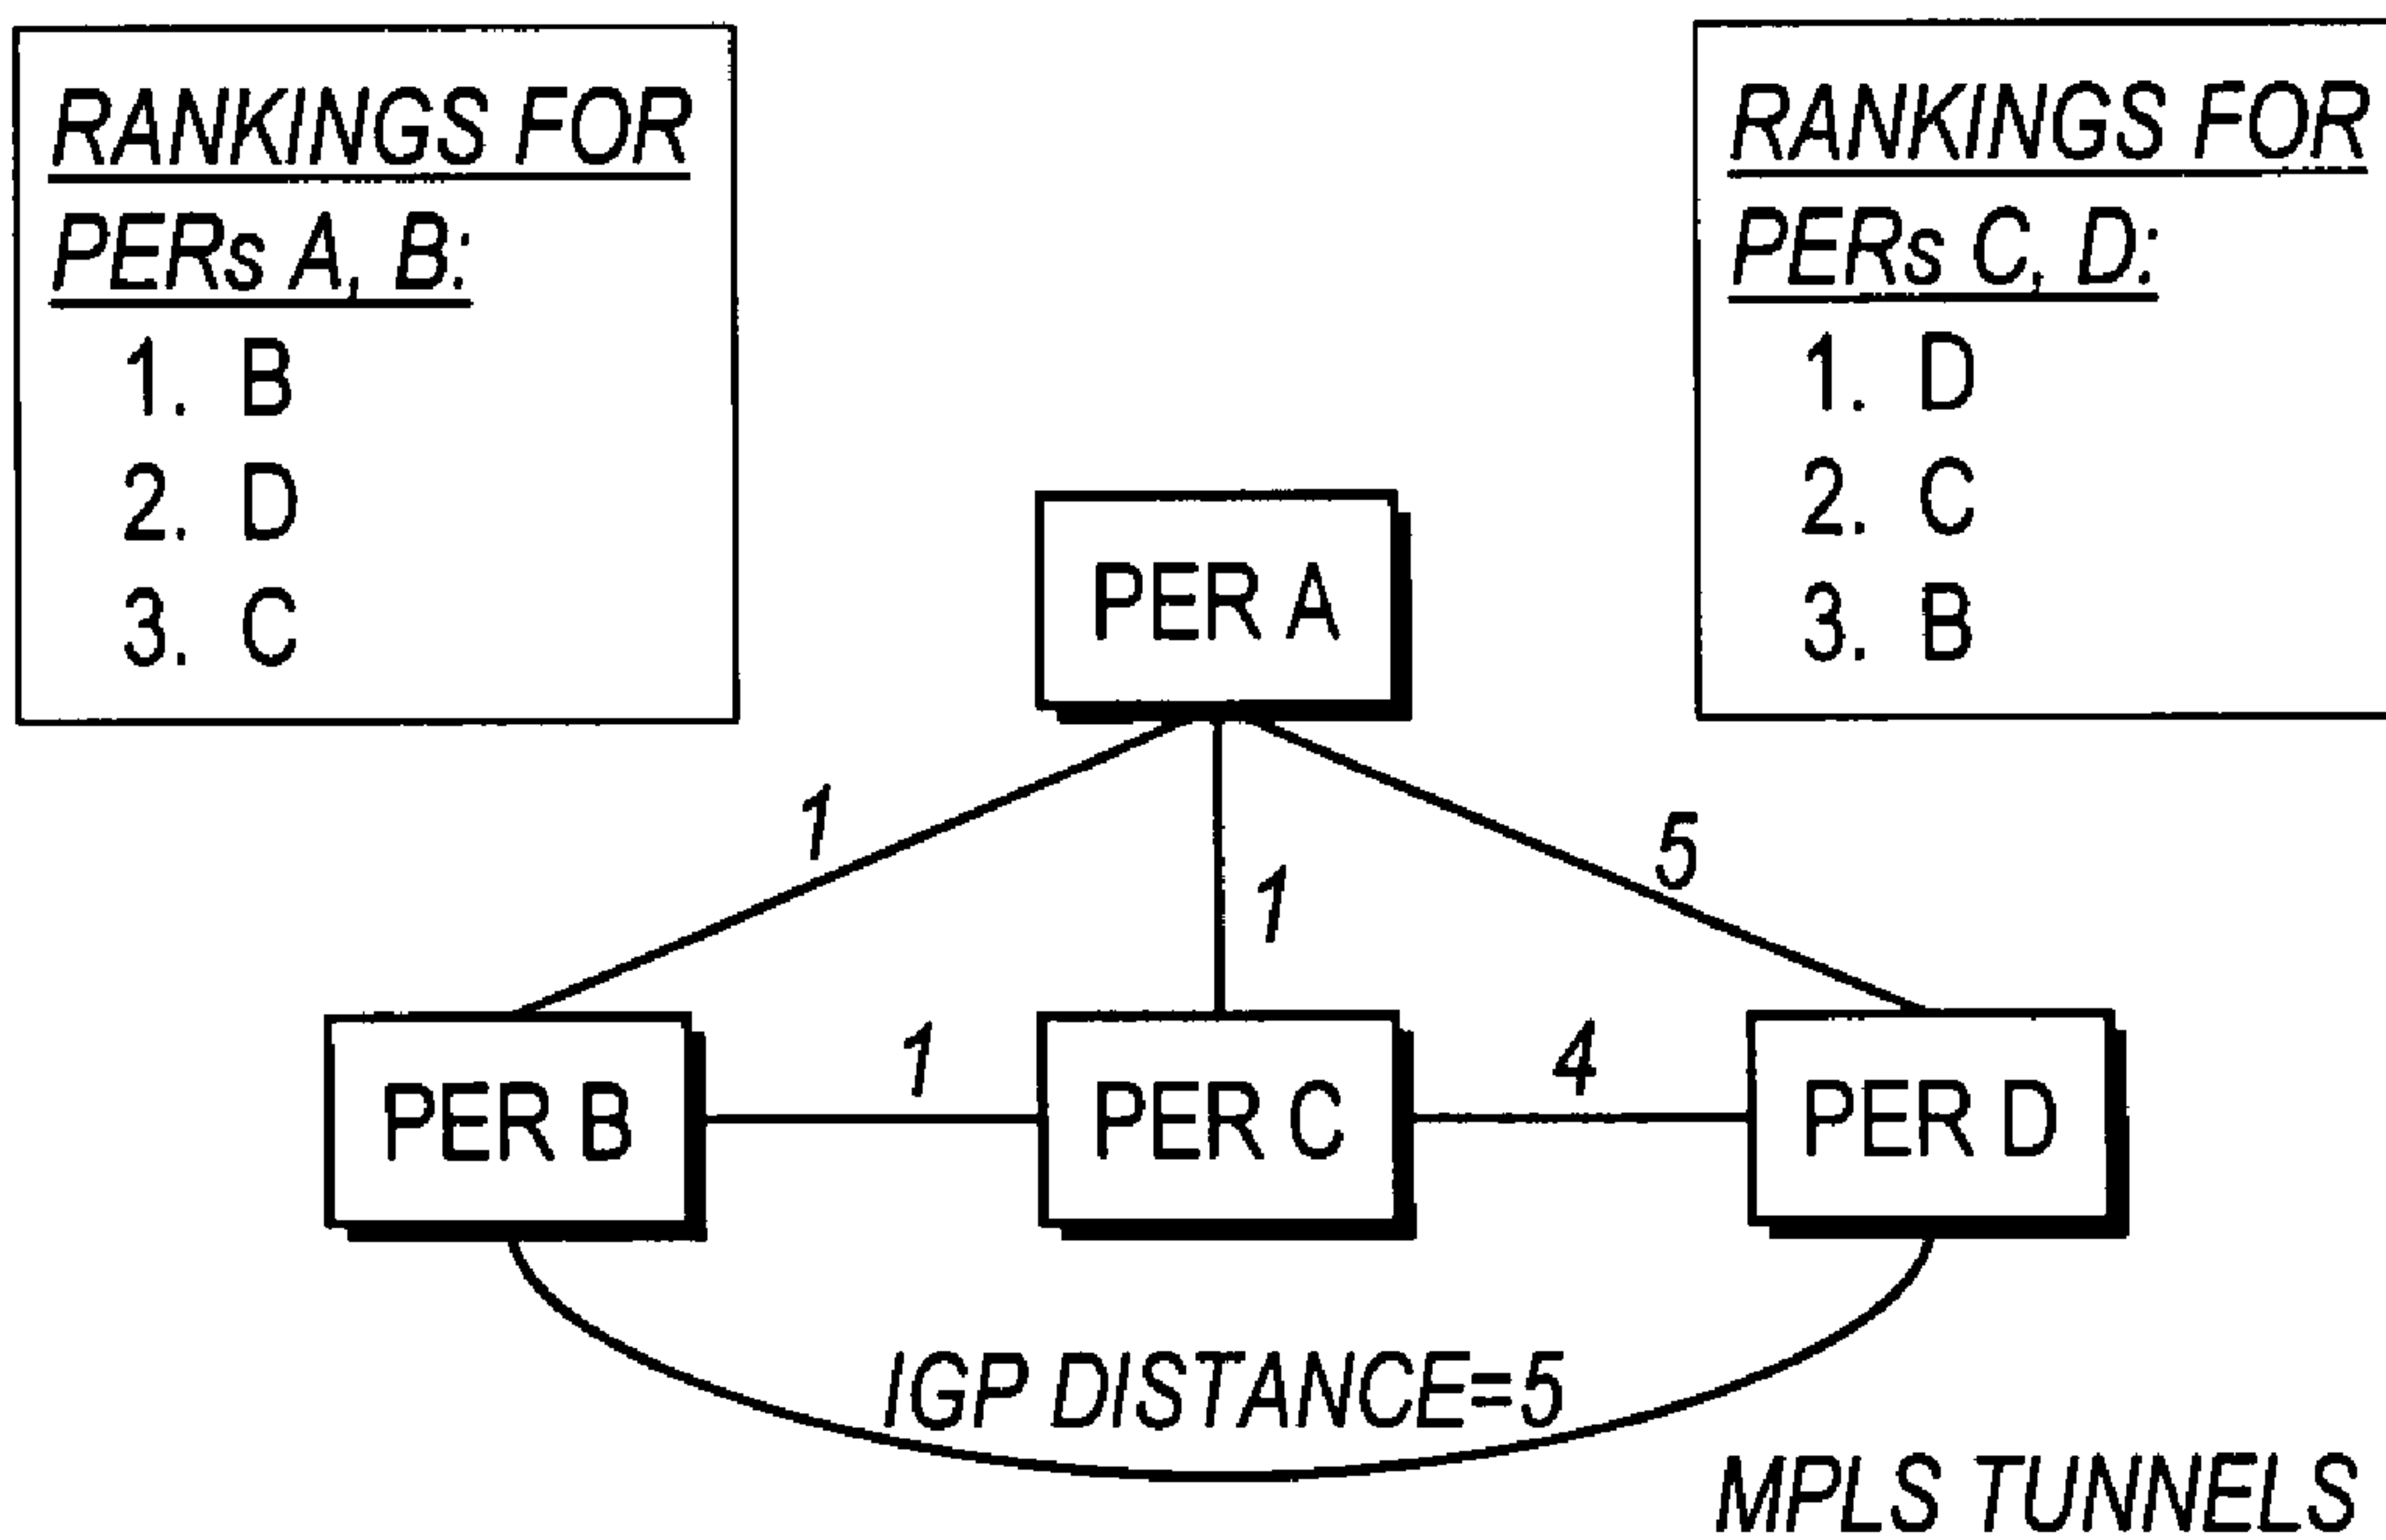 RANKINGS FOR
PERs A, B:
1. B
2. D
3. C
RANKINGS FOR
PERs C, D:
1. D
2. C
3. B
PER A
1
1
5
PER B
1
PER C
4
PER D
IGP DISTANCE=5
MPLS TUNNELS